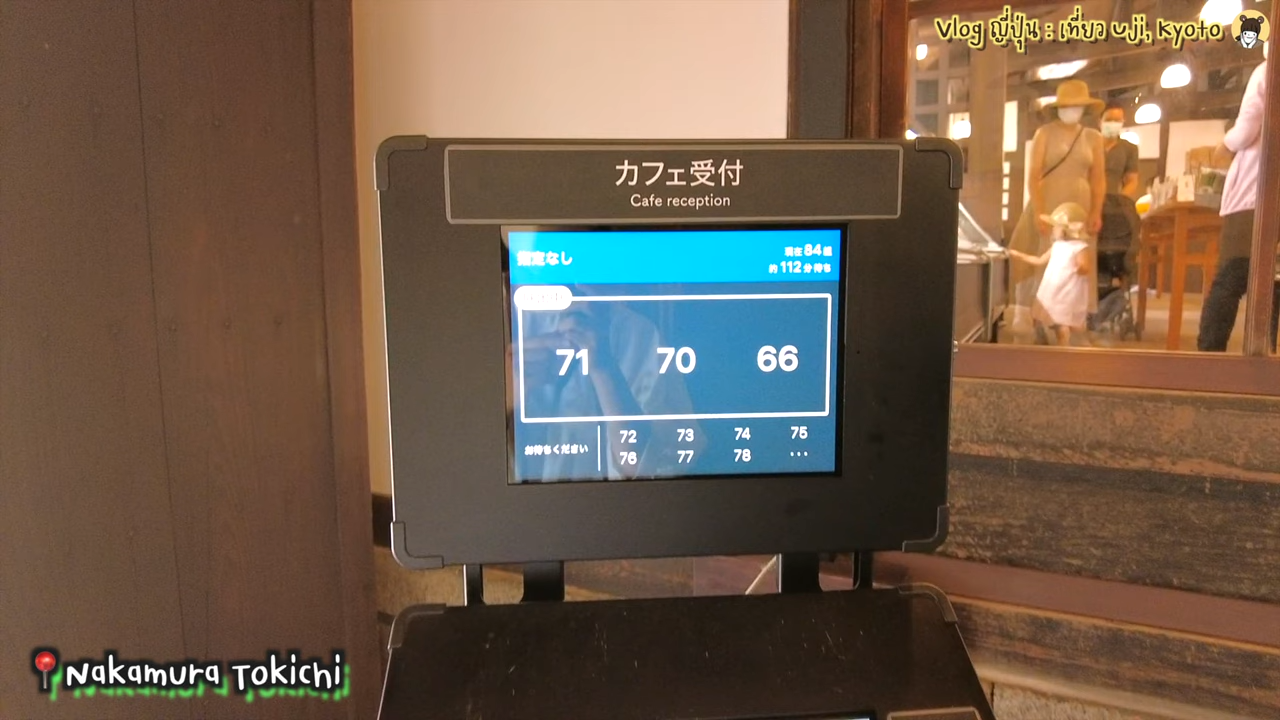 Vlog ญี่ปุ่น : เที่ยว uji, kyoto
カフェ受付
Cafe reception
指定なし
現在84組
約112分待ち
71 70 66
72 73 74 75
お待ちください
76 77 78 ...
Nakamura Tokichi